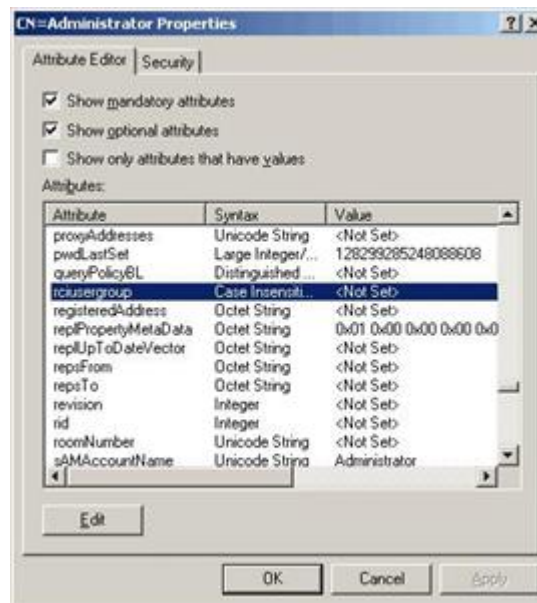 CN=Administrator Properties
Attribute Editor Security
Show mandatory attributes
Show optional attributes
Show only attributes that have values
Attributes:
Attribute Syntax Value
proxyAddresses Unicode String <Not Set>
pwdLastSet Large Integer/... 128299285248088608
queryPolicyBL Distinguished ... <Not Set>
rciusergroup Case Insensiti... <Not Set>
registeredAddress Octet String <Not Set>
replPropertyMetaData Octet String 0x01 0x00 0x00 0x00 0x0
replUpToDateVector Octet String <Not Set>
repsFrom Octet String <Not Set>
repsTo Octet String <Not Set>
revision Integer <Not Set>
rid Integer <Not Set>
roomNumber Unicode String <Not Set>
sAMAccountName Unicode String Administrator
Edit
OK Cancel Apply